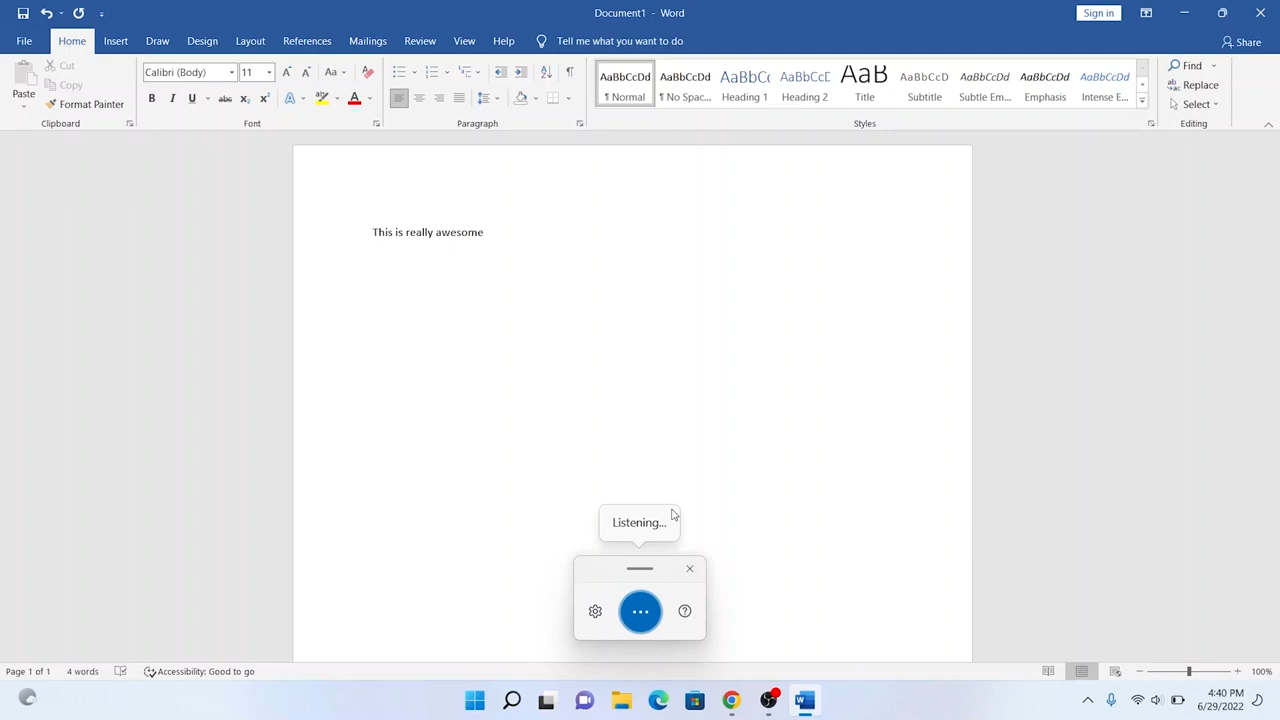 Document1 - Word
Sign in
File Home Insert Draw Design Layout References Mailings Review View Help Tell me what you want to do
Share
Paste
Cut
Copy
Format Painter
Clipboard
Calibri (Body) 11
Font
Paragraph
AaBbCcDd AaBbCcDd AaBbCc AaBbCcD AaB AaBbCcD AaBbCcDd AaBbCcDd AaBbCcDd
¶ Normal ¶ No Spac... Heading 1 Heading 2 Title Subtitle Subtle Em... Emphasis Intense E...
Styles
Find
Replace
Select
Editing
This is really awesome
Listening...
Page 1 of 1 4 words Accessibility: Good to go 100%
4:40 PM
6/29/2022